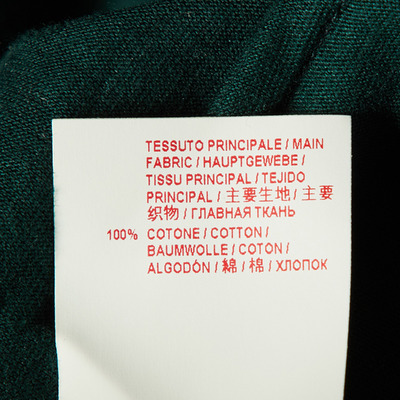 TESSUTO PRINCIPALE / MAIN
FABRIC / HAUPTGEWEBE /
TISSU PRINCIPAL / TEJIDO
PRINCIPAL / 主要生地 / 主要
织物 / ГЛАВНАЯ ТКАНЬ
100% COTONE / COTTON /
BAUMWOLLE / COTON /
ALGODÓN / 綿 / 棉 / ХЛОПОК